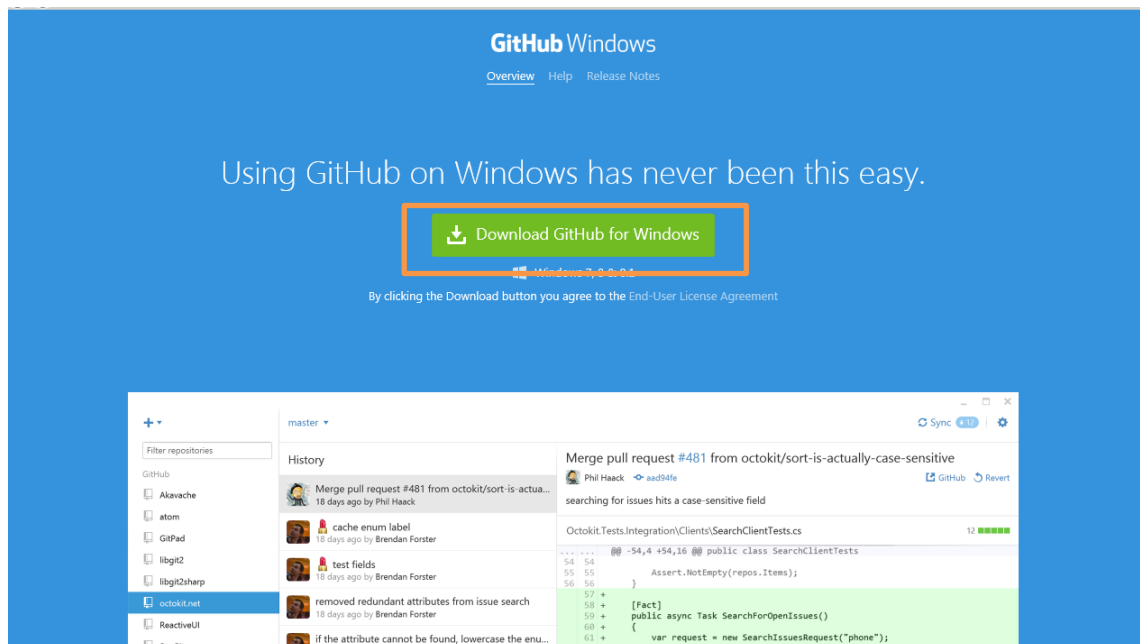 GitHub Windows
Overview Help Release Notes
Using GitHub on Windows has never been this easy.
Download GitHub for Windows
Windows 7, 8 & 8.1
By clicking the Download button you agree to the End-User License Agreement
master
Sync +12
Filter repositories
GitHub
Akavache
atom
GitPad
libgit2
libgit2sharp
octokit.net
ReactiveUI
History
Merge pull request #481 from octokit/sort-is-actua...
18 days ago by Phil Haack
cache enum label
18 days ago by Brendan Forster
test fields
18 days ago by Brendan Forster
removed redundant attributes from issue search
18 days ago by Brendan Forster
if the attribute cannot be found, lowercase the enu...
Merge pull request #481 from octokit/sort-is-actually-case-sensitive
Phil Haack aad94fe GitHub Revert
searching for issues hits a case-sensitive field
Octokit.Tests.Integration\Clients\SearchClientTests.cs 12
... ... @@ -54,4 +54,16 @@ public class SearchClientTests
54 54
55 55 Assert.NotEmpty(repos.Items);
56 56 }
57 +
58 + [Fact]
59 + public async Task SearchForOpenIssues()
60 + {
61 + var request = new SearchIssuesRequest("phone");